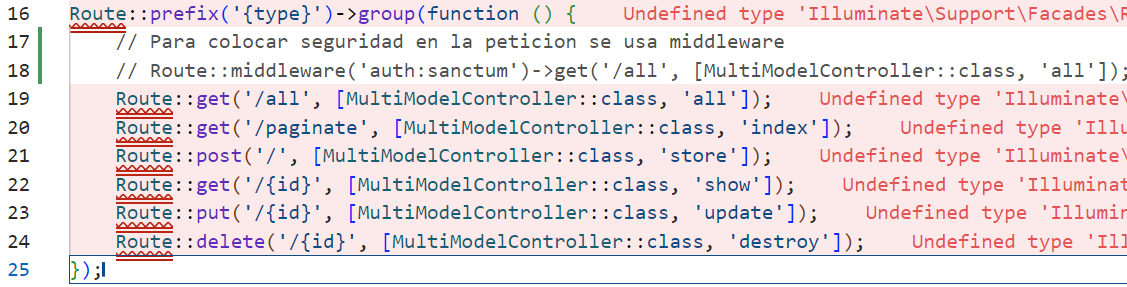 16 Route::prefix('{type}')->group(function () { Undefined type 'Illuminate\Support\Facades\R
17 // Para colocar seguridad en la peticion se usa middleware
18 // Route::middleware('auth:sanctum')->get('/all', [MultiModelController::class, 'all']);
19 Route::get('/all', [MultiModelController::class, 'all']); Undefined type 'Illuminate\
20 Route::get('/paginate', [MultiModelController::class, 'index']); Undefined type 'Illu
21 Route::post('/', [MultiModelController::class, 'store']); Undefined type 'Illuminate\
22 Route::get('/{id}', [MultiModelController::class, 'show']); Undefined type 'Illuminat
23 Route::put('/{id}', [MultiModelController::class, 'update']); Undefined type 'Illumin
24 Route::delete('/{id}', [MultiModelController::class, 'destroy']); Undefined type 'Ill
25 });